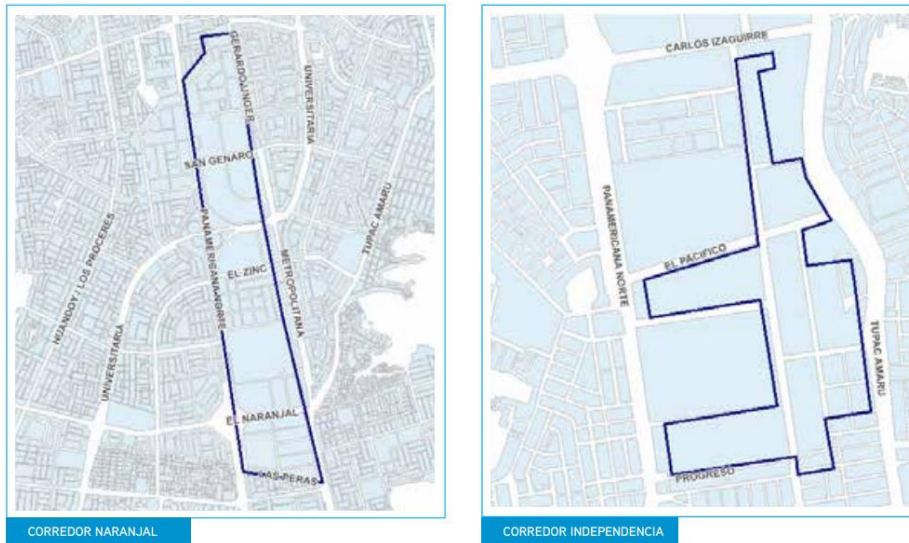 GERARDO UNGER
UNIVERSITARIA
SAN GENARO
HUANDOY / LOS PROCERES
PANAMERICANA NORTE
TUPAC AMARU
METROPOLITANA
EL ZINC
UNIVERSITARIA
EL NARANJAL
LAS PERAS
CORREDOR NARANJAL
CARLOS IZAGUIRRE
PANAMERICANA NORTE
EL PACIFICO
TUPAC AMARU
PROGRESO
CORREDOR INDEPENDENCIA